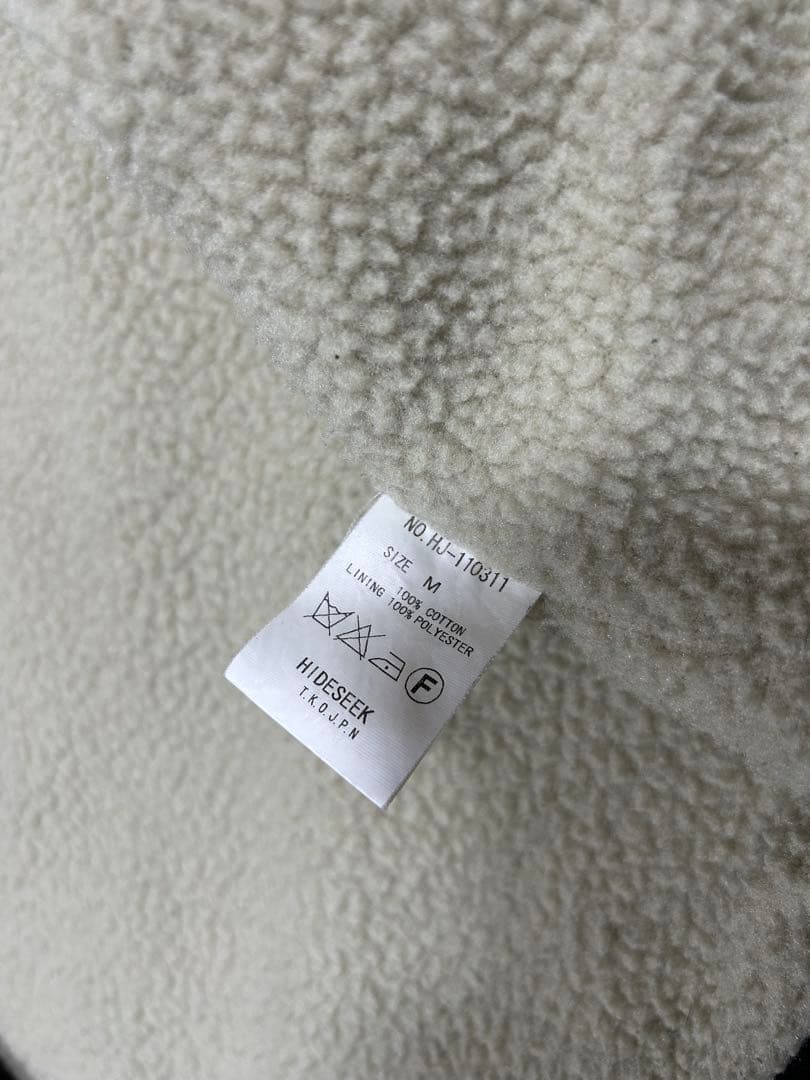 NO. HJ-110311
SIZE M
100% COTTON
LINING 100% POLYESTER
F
HIDESEEK
T.K.O.J.P.N